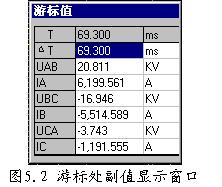 游标值
T 69.300 ms
△T 69.300 ms
UAB 20.811 KV
IA 6,199.561 A
UBC -16.946 KV
IB -5,514.589 A
UCA -3.743 KV
IC -1,191.555 A
图5.2 游标处副值显示窗口